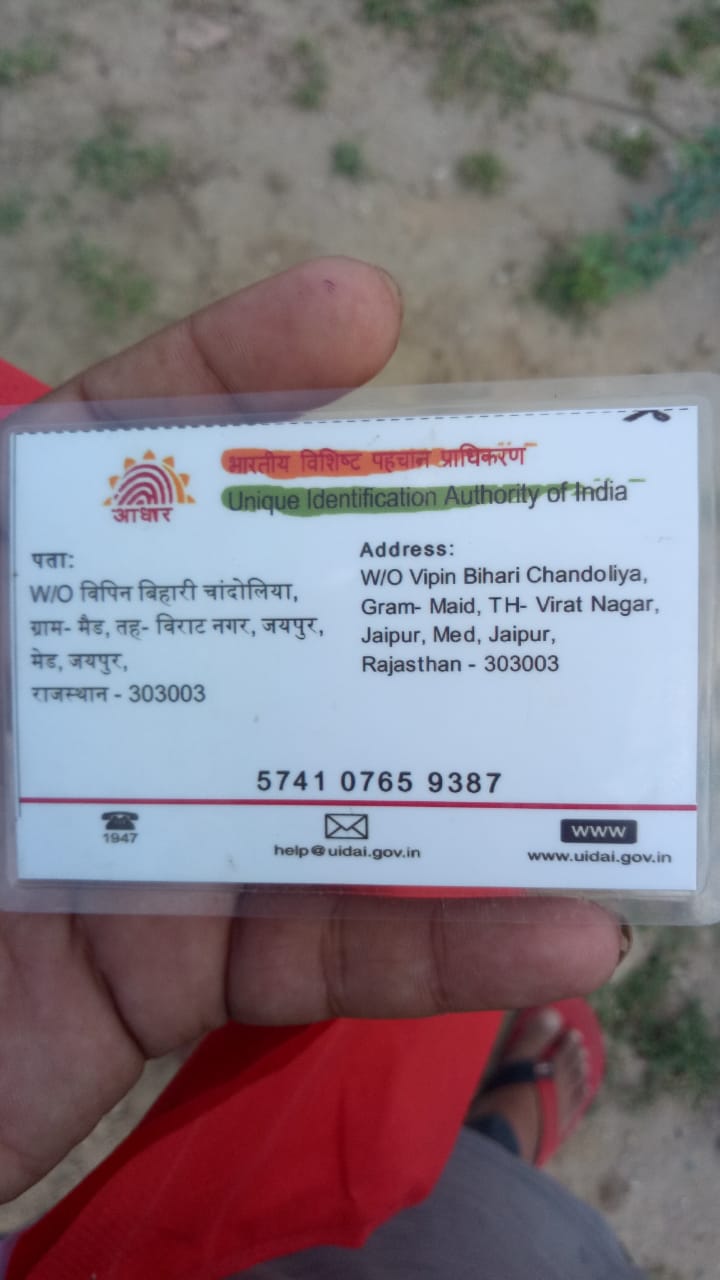 आधार
भारतीय विशिष्ट पहचान प्राधिकरण
Unique Identification Authority of India
पता:
W/O विपिन बिहारी चांदोलिया,
ग्राम- मैड, तह- विराट नगर, जयपुर,
मेड, जयपुर,
राजस्थान - 303003
Address:
W/O Vipin Bihari Chandoliya,
Gram- Maid, TH- Virat Nagar,
Jaipur, Med, Jaipur,
Rajasthan - 303003
5741 0765 9387
1947
help@uidai.gov.in
WWW
www.uidai.gov.in